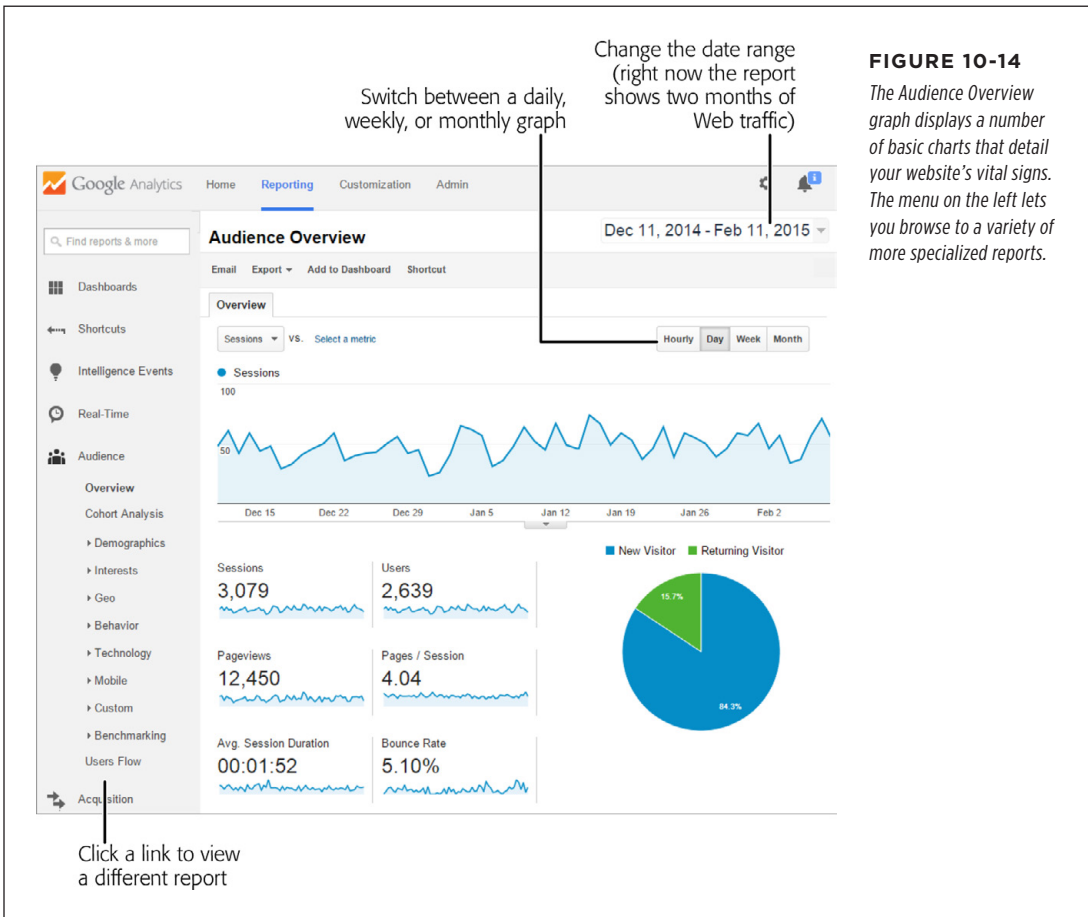 Change the date range
(right now the report
shows two months of
Web traffic)
Switch between a daily,
weekly, or monthly graph
FIGURE 10-14
The Audience Overview
graph displays a number
of basic charts that detail
your website's vital signs.
The menu on the left lets
you browse to a variety of
more specialized reports.
Google Analytics Home Reporting Customization Admin i
Find reports & more
Dashboards
Shortcuts
Intelligence Events
Real-Time
Audience
Overview
Cohort Analysis
Demographics
Interests
Geo
Behavior
Technology
Mobile
Custom
Benchmarking
Users Flow
Acquisition
Audience Overview Dec 11, 2014 - Feb 11, 2015
Email Export Add to Dashboard Shortcut
Overview
Sessions VS. Select a metric Hourly Day Week Month
Sessions
100
50
Dec 15 Dec 22 Dec 29 Jan 5 Jan 12 Jan 19 Jan 26 Feb 2
New Visitor Returning Visitor
Sessions Users
3,079 2,639
15.7%
Pageviews Pages / Session
12,450 4.04
84.3%
Avg. Session Duration Bounce Rate
00:01:52 5.10%
Click a link to view
a different report